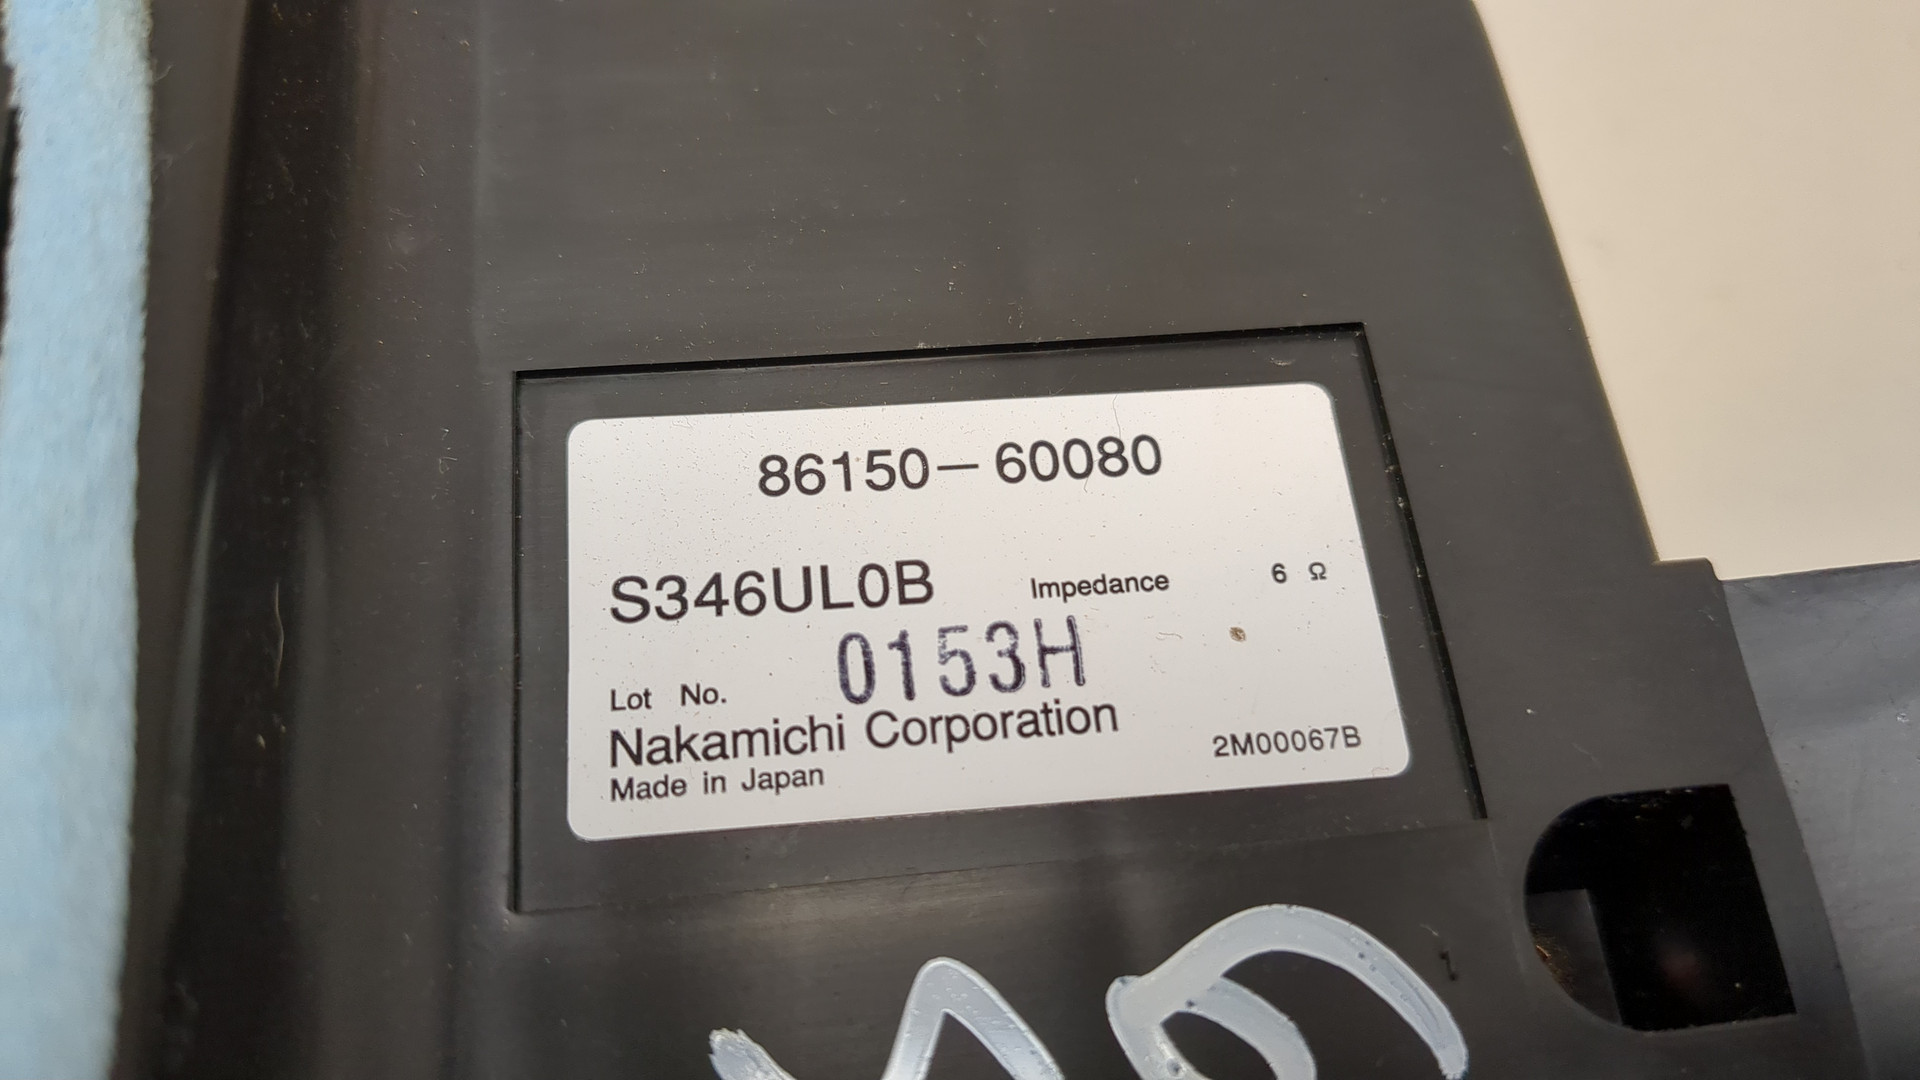 86150-60080
S346UL0B Impedance 6 Ω
Lot No. 0153H
Nakamichi Corporation
Made in Japan 2M00067B